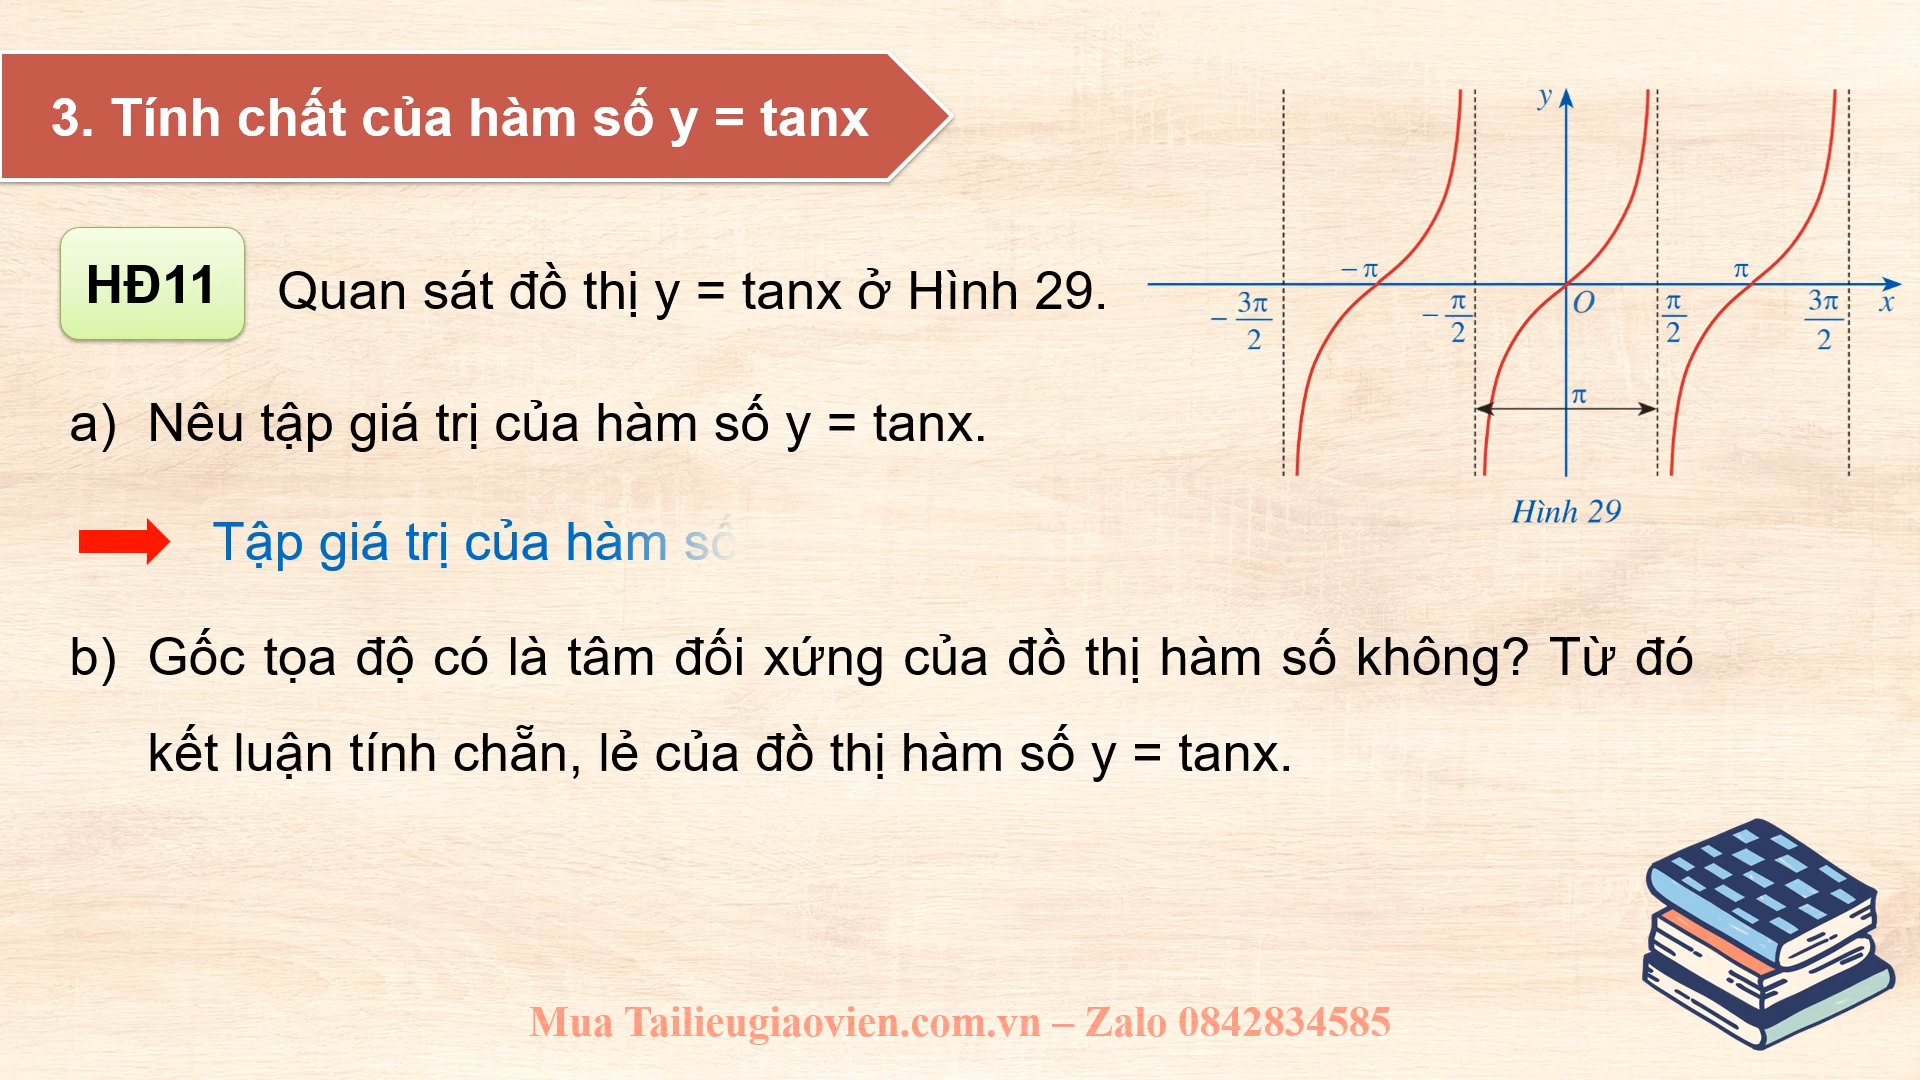 3. Tính chất của hàm số y = tanx
HĐ11
Quan sát đồ thị y = tanx ở Hình 29.
a) Nêu tập giá trị của hàm số y = tanx.
Tập giá trị của hàm số
b) Gốc tọa độ có là tâm đối xứng của đồ thị hàm số không? Từ đó
kết luận tính chẵn, lẻ của đồ thị hàm số y = tanx.
y
−π
π
−3π/2
−π/2
O
π/2
3π/2
x
π
Hình 29
Mua Tailieugiaovien.com.vn – Zalo 0842834585